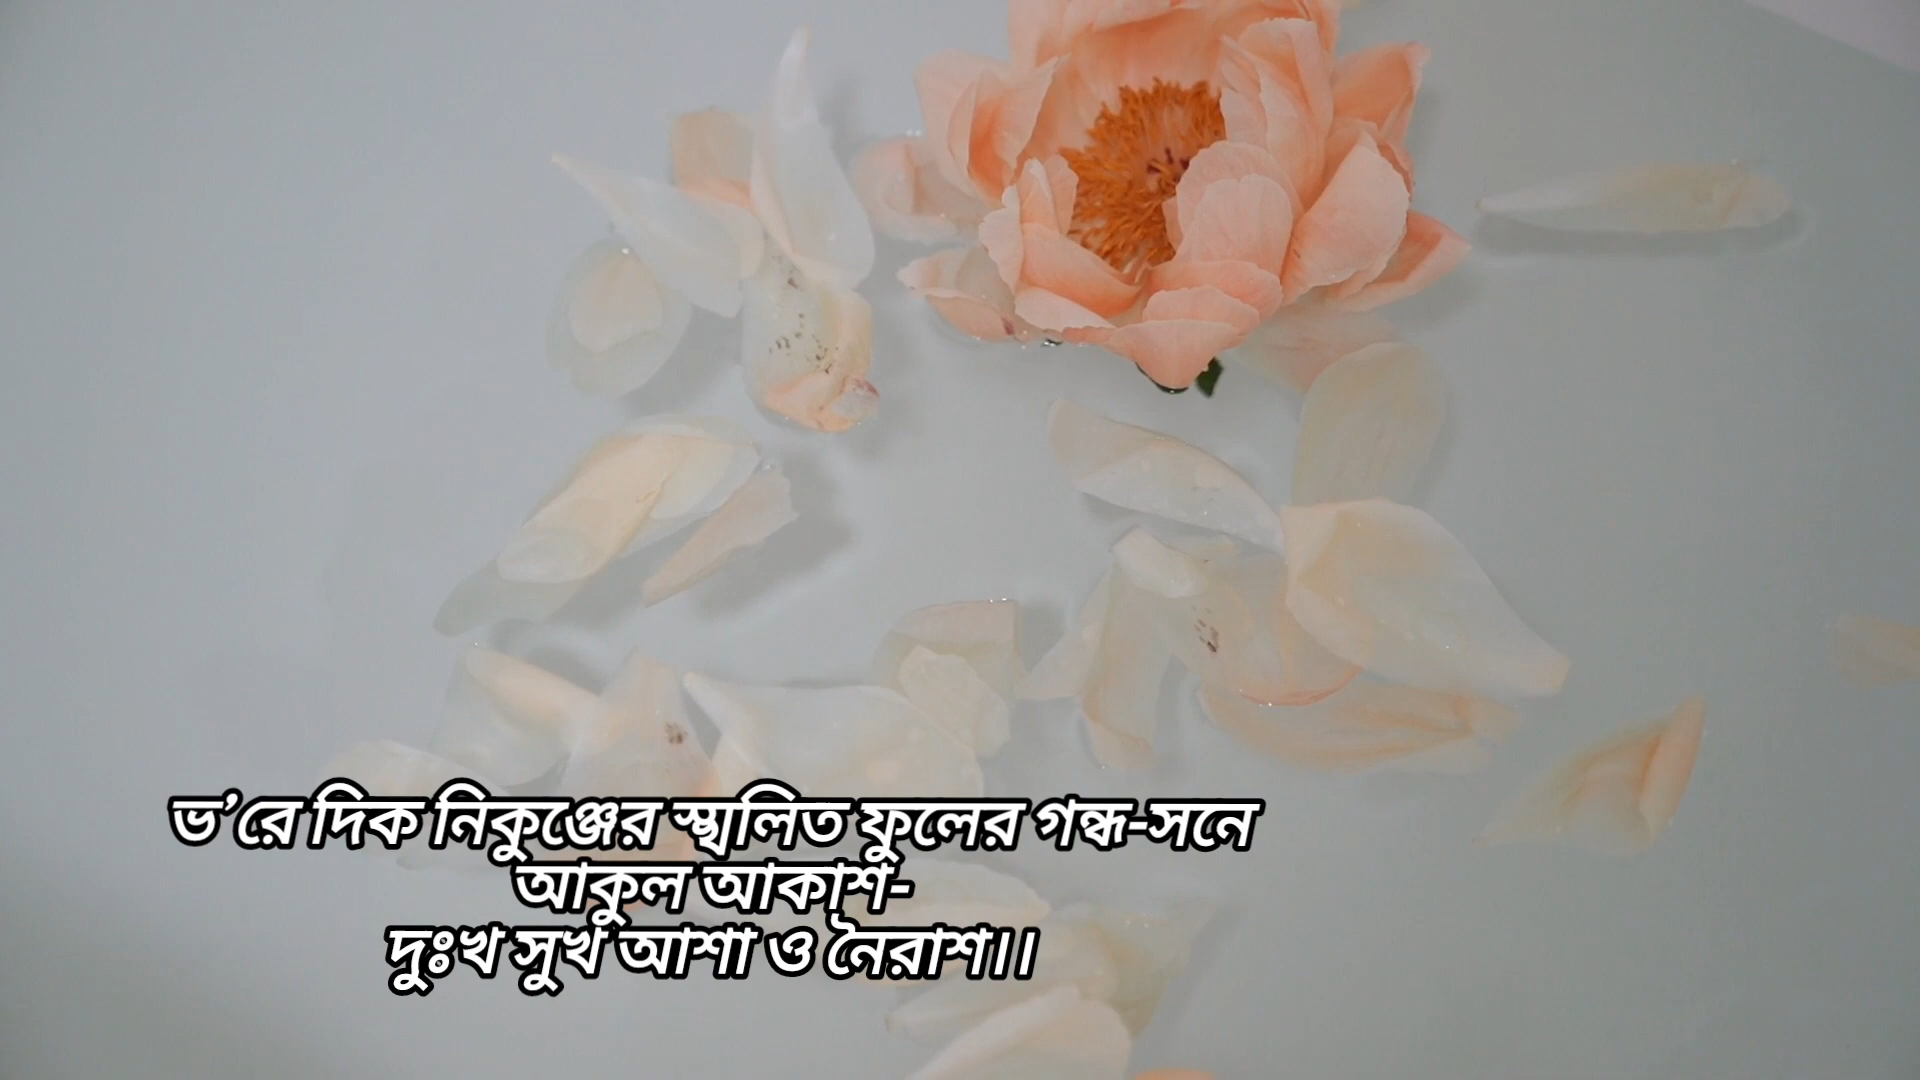 ভ’রে দিক নিকুঞ্জের স্খলিত ফুলের গন্ধ-সনে
আকুল আকাশ-
দুঃখ সুখ আশা ও নৈরাশ।।